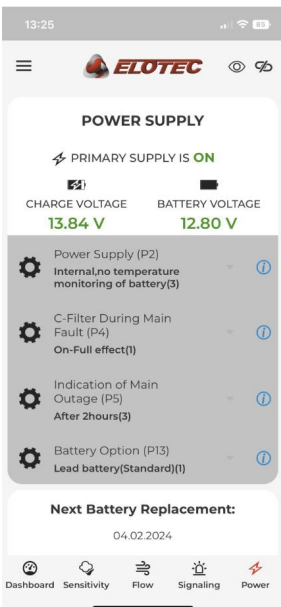 13:25
85
ELOTEC
POWER SUPPLY
PRIMARY SUPPLY IS ON
CHARGE VOLTAGE
13.84 V
BATTERY VOLTAGE
12.80 V
Power Supply (P2)
Internal,no temperature
monitoring of battery(3)
C-Filter During Main
Fault (P4)
On-Full effect(1)
Indication of Main
Outage (P5)
After 2hours(3)
Battery Option (P13)
Lead battery(Standard)(1)
Next Battery Replacement:
04.02.2024
Dashboard Sensitivity Flow Signaling Power